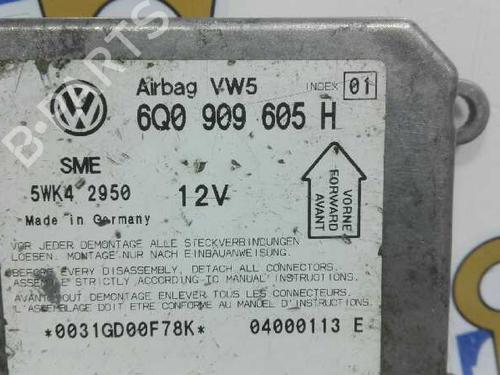 B-PARTS
Airbag VW5 INDEX 01
6Q0 909 605 H
SME
5WK4 2950 12V
Made in Germany
VORNE
FORWARD
AVANT
VOR JEDER DEMONTAGE ALLE STECKVERBINDUNGEN
LOESEN. MONTAGE NUR NACH EINBAUANWEISUNG.
BEFORE EVERY DISASSEMBLY, DETACH ALL CONNECTORS.
ASSEMBLE STRICTLY ACCORDING TO MANUAL INSTRUCTIONS.
AVANT DEMONTAGE ENLEVER TOUS LES CONNECTEURS.
L'ASSEMBLAGE DOIT ETRE CONFORME AU MANUEL D'INSTRUCTIONS.
*0031GD00F78K* 04000113 E